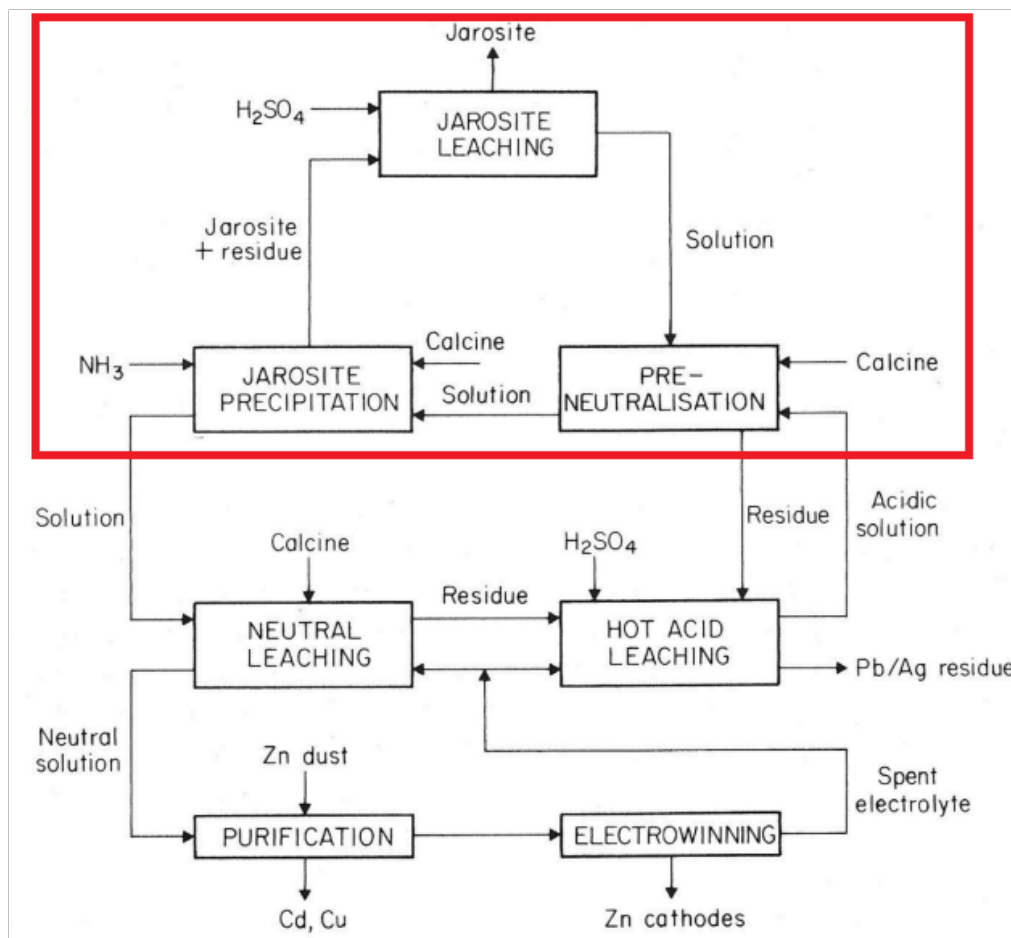 Jarosite
H₂SO₄
JAROSITE
LEACHING
Jarosite
+ residue
Solution
NH₃
JAROSITE
PRECIPITATION
Calcine
Solution
PRE-
NEUTRALISATION
Calcine
Solution
Calcine
H₂SO₄
Residue
Acidic
solution
NEUTRAL
LEACHING
Residue
HOT ACID
LEACHING
Pb/Ag residue
Neutral
solution
Zn dust
Spent
electrolyte
PURIFICATION
ELECTROWINNING
Cd, Cu
Zn cathodes